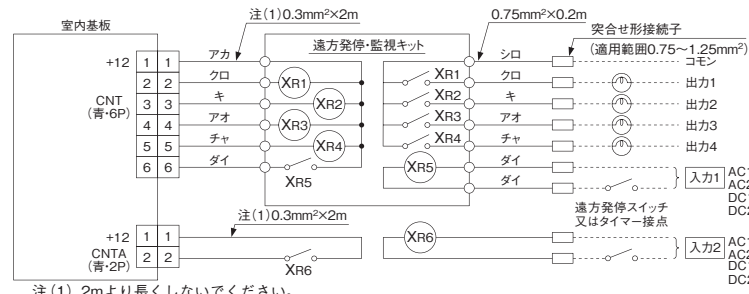 室内基板
注(1)0.3mm²×2m
0.75mm²×0.2m
突合せ形接続子
(適用範囲0.75〜1.25mm²)
遠方発停・監視キット
+12 1 1 アカ
2 2 クロ
CNT
(青・6P)
3 3 キ
4 4 アオ
5 5 チャ
6 6 ダイ
XR1
XR2
XR3
XR4
XR5
XR1
XR2
XR3
XR4
XR5
シロ コモン
クロ 出力1
キ 出力2
アオ 出力3
チャ 出力4
ダイ
ダイ
入力1
遠方発停スイッチ
又はタイマー接点
+12 1 1
CNTA
(青・2P)
2 2
注(1)0.3mm²×2m
XR6
XR6
入力2
注(1) 2mより長くしないでください。